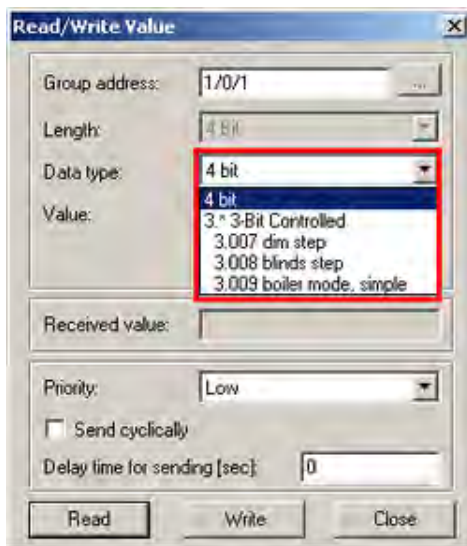 Read/Write Value
Group address: 1/0/1 ...
Length: 4 Bit
Data type: 4 bit
4 bit
3.* 3-Bit Controlled
3.007 dim step
3.008 blinds step
3.009 boiler mode, simple
Value:
Received value:
Priority: Low
Send cyclically
Delay time for sending [sec]: 0
Read Write Close